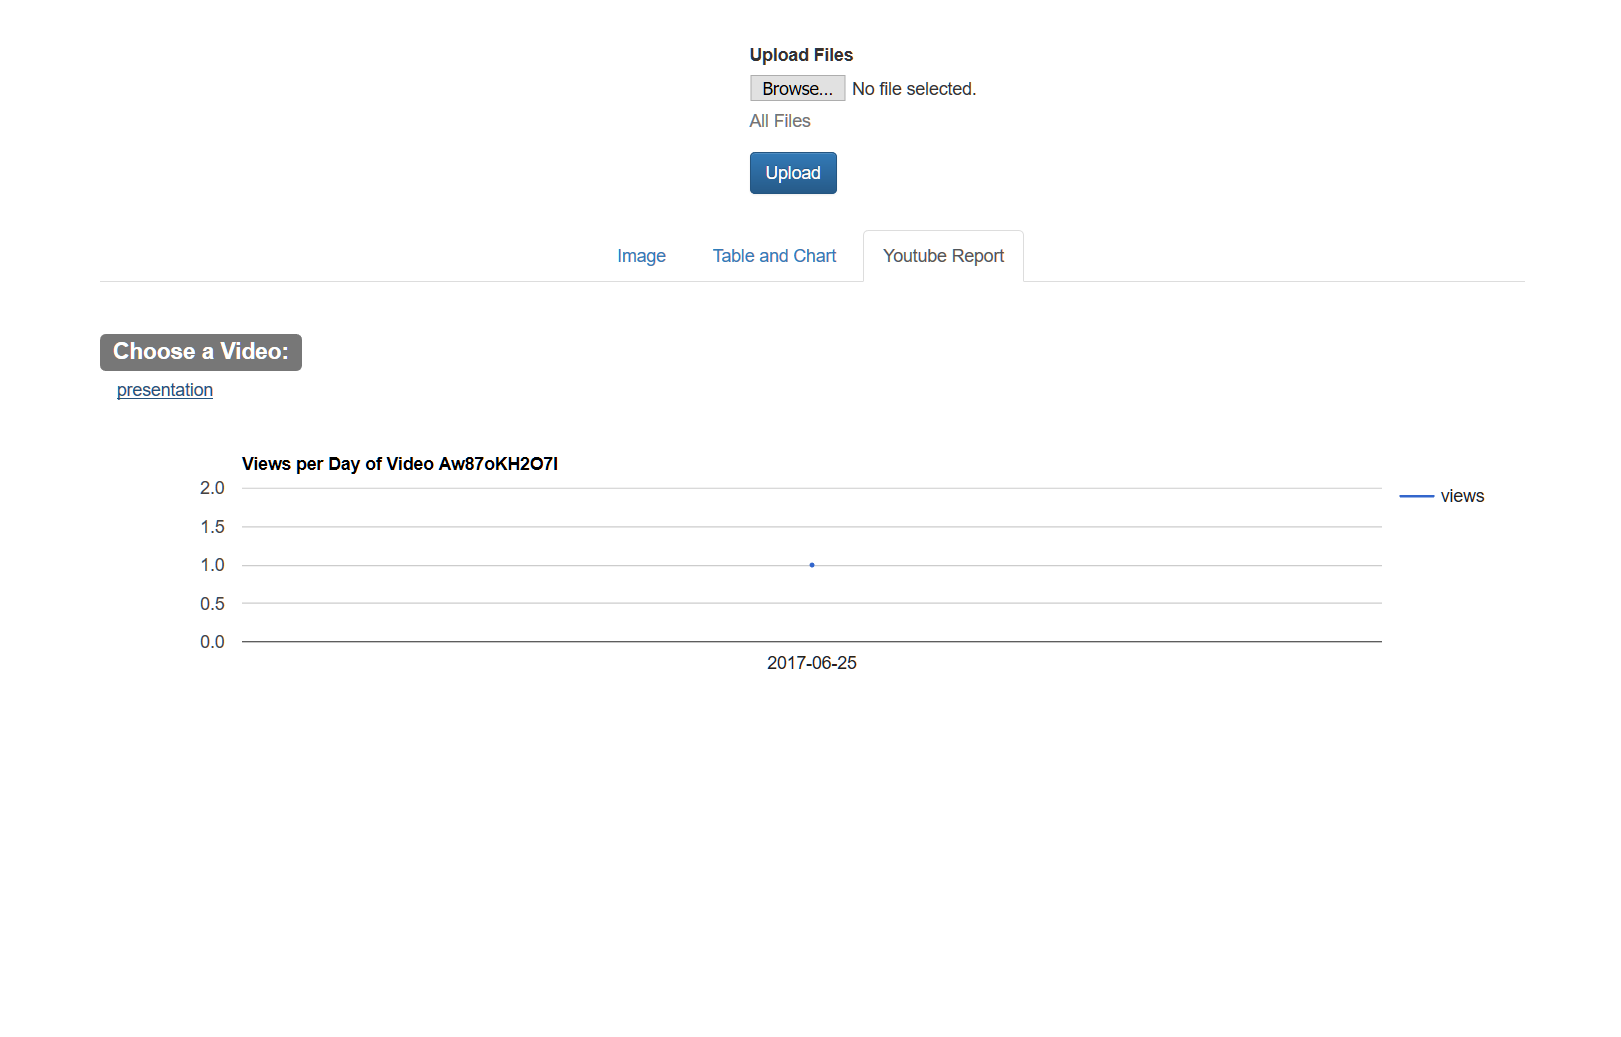 Upload Files
Browse... No file selected.
All Files
Upload
Image Table and Chart Youtube Report
Choose a Video:
presentation
Views per Day of Video Aw87oKH2O7I
2.0
views
1.5
1.0
0.5
0.0
2017-06-25